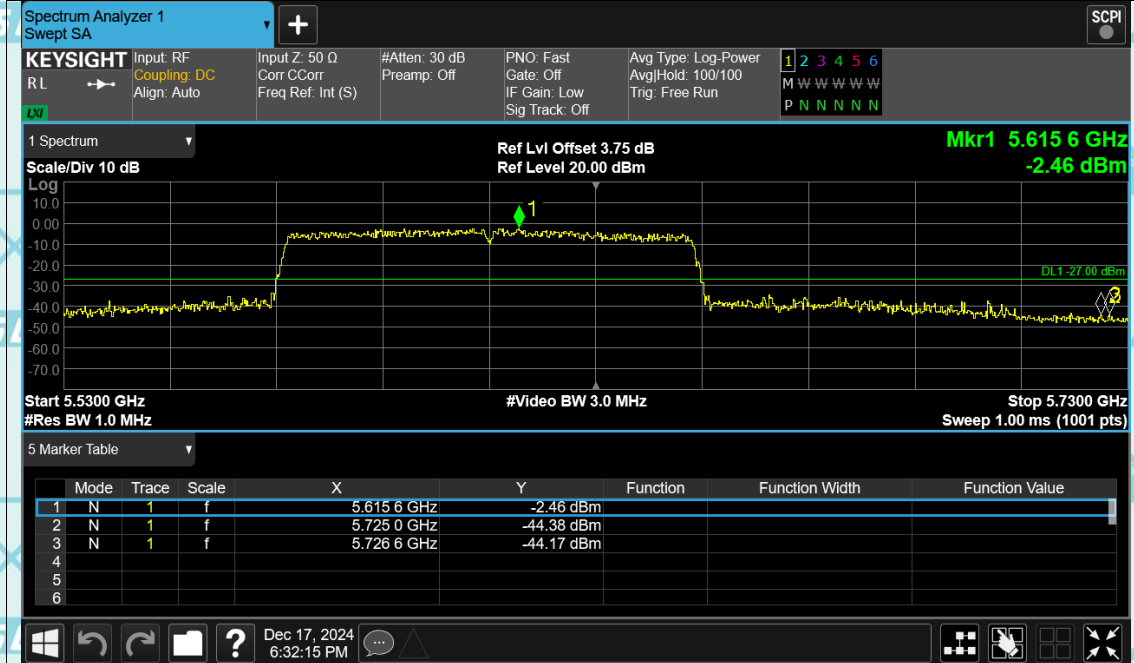 Spectrum Analyzer 1
Swept SA
+
SCPI
KEYSIGHT
RL
LXI
Input: RF
Coupling: DC
Align: Auto
Input Z: 50 Ω
Corr CCorr
Freq Ref: Int (S)
#Atten: 30 dB
Preamp: Off
PNO: Fast
Gate: Off
IF Gain: Low
Sig Track: Off
Avg Type: Log-Power
Avg|Hold: 100/100
Trig: Free Run
1 2 3 4 5 6
M W W W W W
P N N N N N
1 Spectrum
Scale/Div 10 dB
Ref Lvl Offset 3.75 dB
Ref Level 20.00 dBm
Mkr1 5.615 6 GHz
-2.46 dBm
Log
10.0
0.00
-10.0
-20.0
-30.0
-40.0
-50.0
-60.0
-70.0
1
DL1 -27.00 dBm
Start 5.5300 GHz
#Res BW 1.0 MHz
#Video BW 3.0 MHz
Stop 5.7300 GHz
Sweep 1.00 ms (1001 pts)
5 Marker Table
Mode Trace Scale X Y Function Function Width Function Value
1 N 1 f 5.615 6 GHz -2.46 dBm
2 N 1 f 5.725 0 GHz -44.38 dBm
3 N 1 f 5.726 6 GHz -44.17 dBm
4
5
6
?
Dec 17, 2024
6:32:15 PM